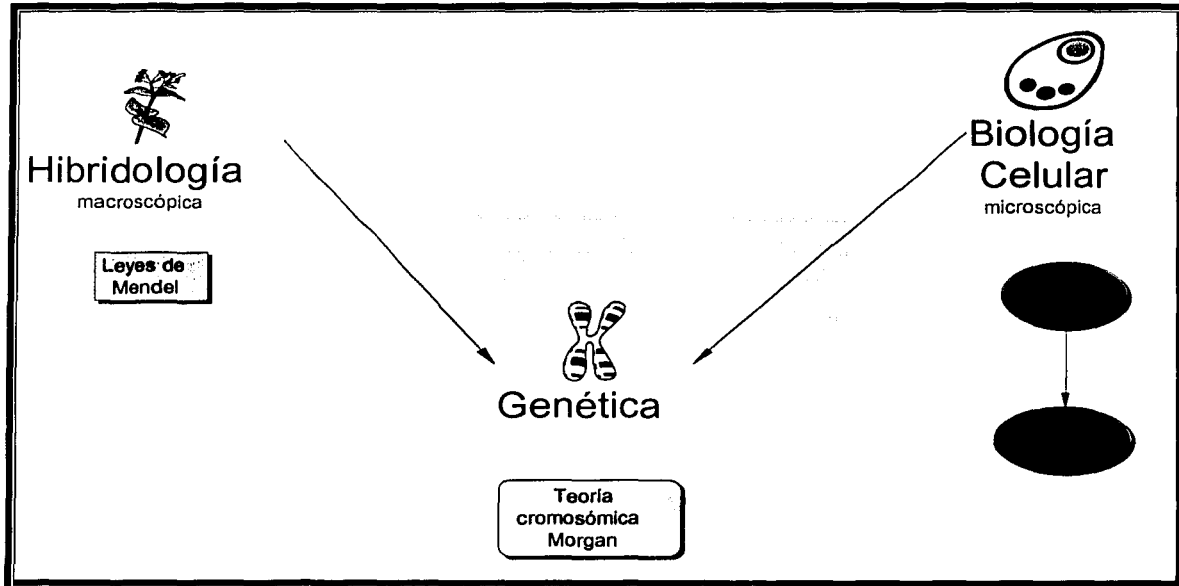 Hibridología
macroscópica
Leyes de
Mendel
Biología
Celular
microscópica
Genética
Teoría
cromosómica
Morgan